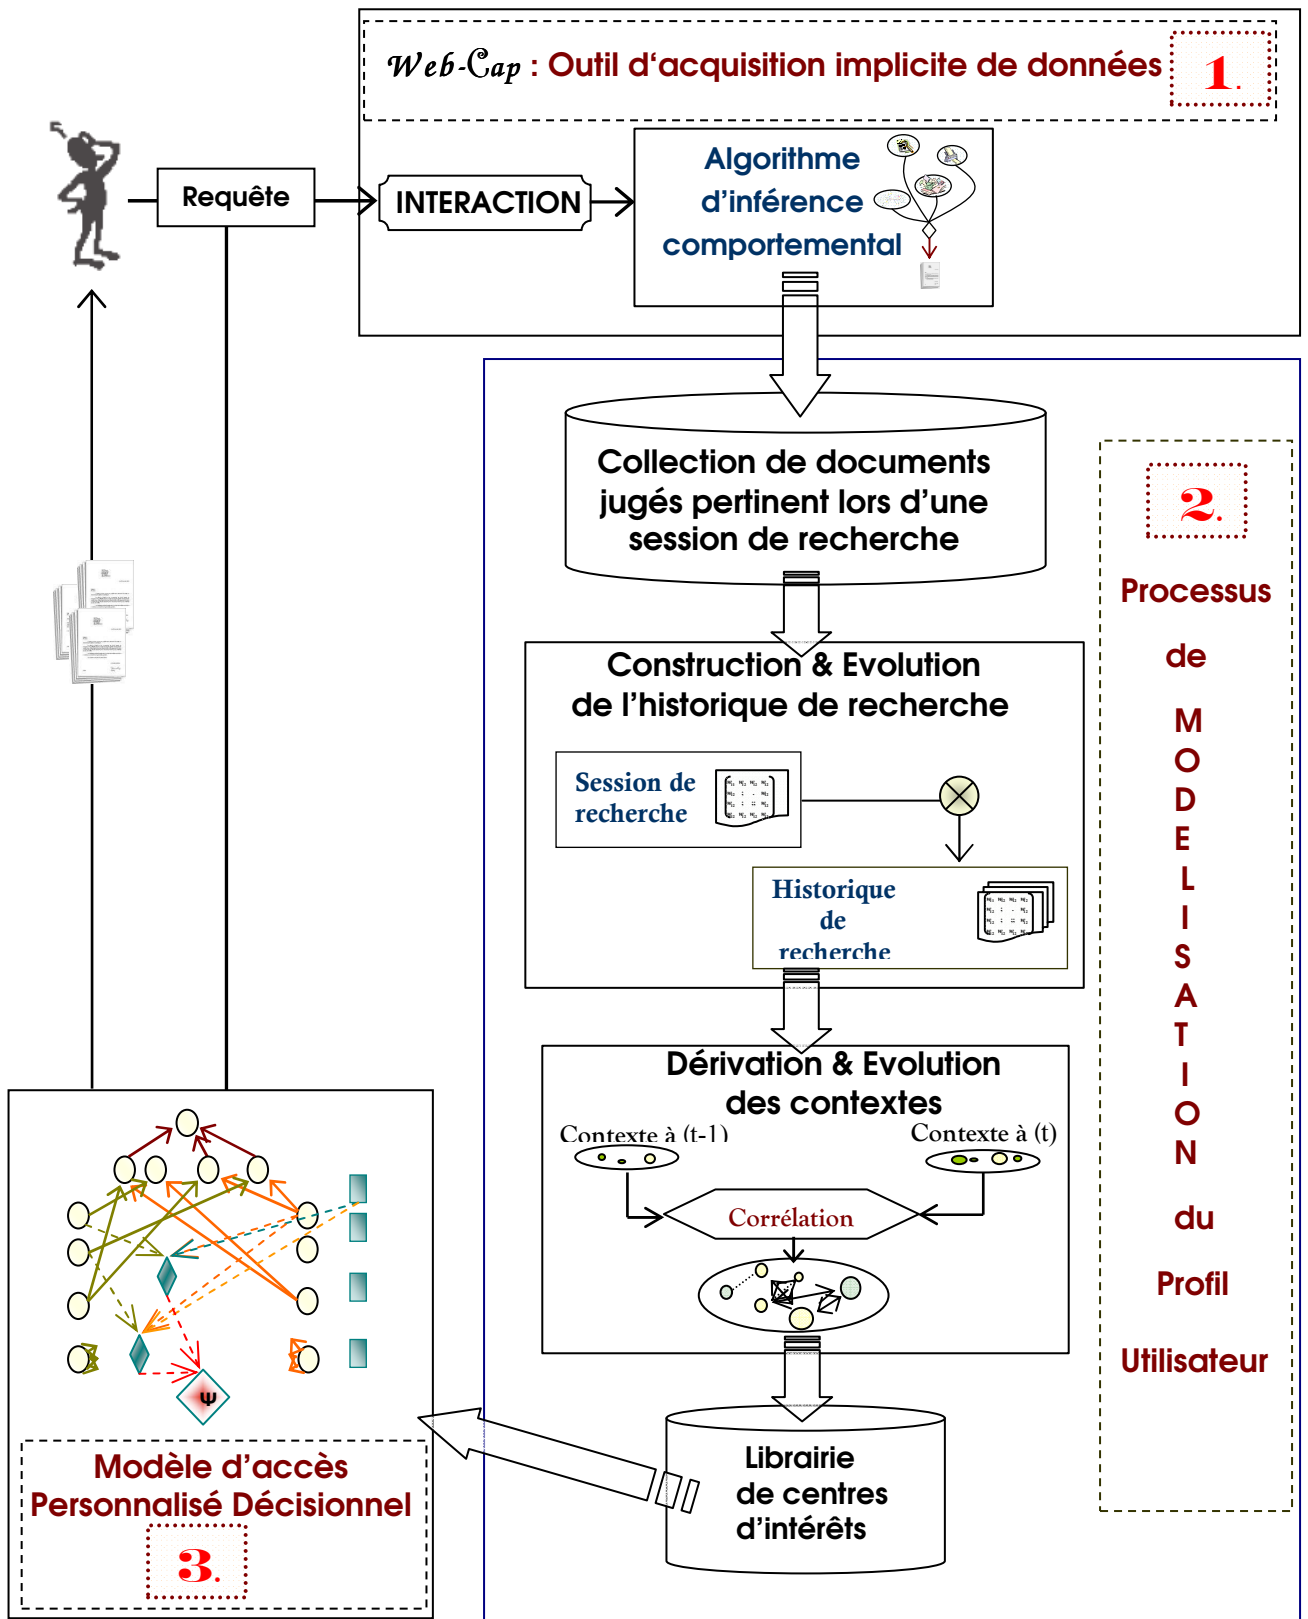 Web-Cap : Outil d‘acquisition implicite de données
1.
Requête
INTERACTION
Algorithme
d’inférence
comportemental
Collection de documents
jugés pertinent lors d’une
session de recherche
2.
Processus
de
M
O
D
E
L
I
S
A
T
I
O
N
du
Profil
Utilisateur
Construction & Evolution
de l’historique de recherche
Session de
recherche
Historique
de
recherche
Dérivation & Evolution
des contextes
Contexte à (t-1)
Contexte à (t)
Corrélation
Librairie
de centres
d’intérêts
Ψ
Modèle d’accès
Personnalisé Décisionnel
3.